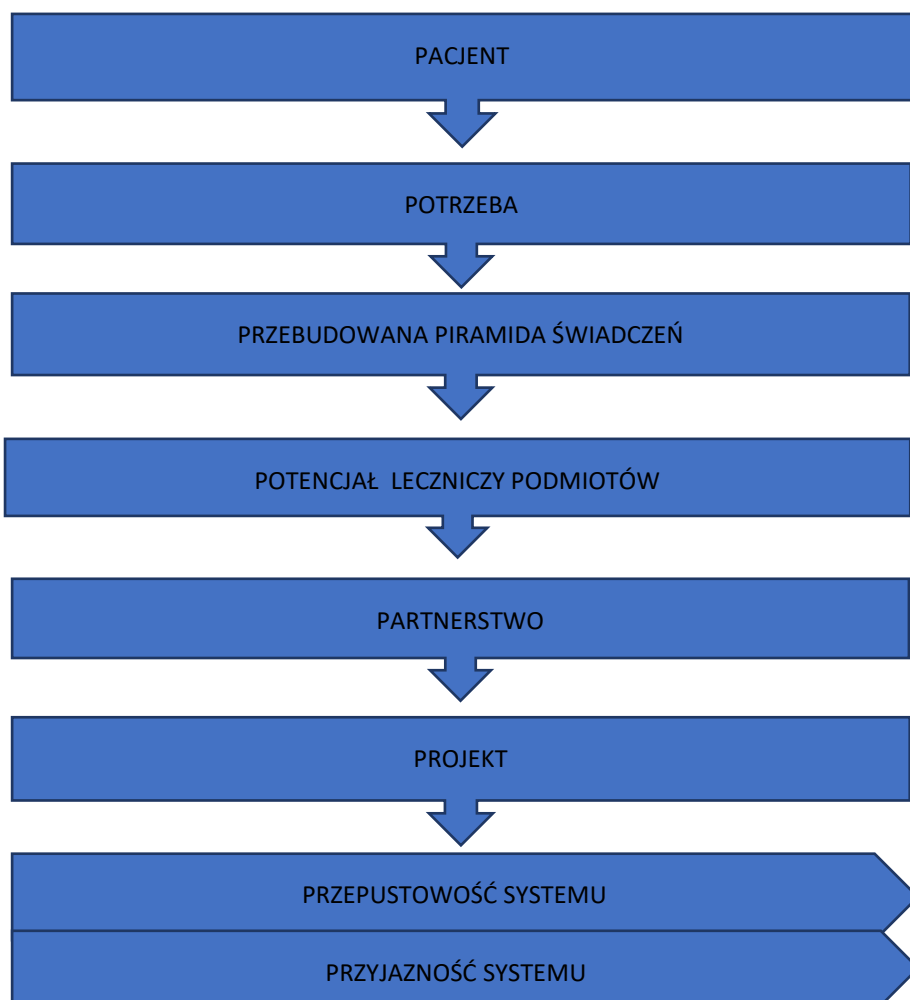 PACJENT
POTRZEBA
PRZEBUDOWANA PIRAMIDA ŚWIADCZEŃ
POTENCJAŁ LECZNICZY PODMIOTÓW
PARTNERSTWO
PROJEKT
PRZEPUSTOWOŚĆ SYSTEMU
PRZYJAZNOŚĆ SYSTEMU